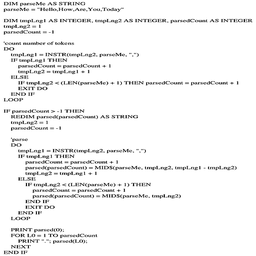 DIM parseMe AS STRING
parseMe = "Hello,How,Are,You,Today"
DIM tmpLng1 AS INTEGER, tmpLng2 AS INTEGER, parsedCount AS INTEGER
tmpLng2 = 1
parsedCount = -1
'count number of tokens
DO
tmpLng1 = INSTR(tmpLng2, parseMe, ",")
IF tmpLng1 THEN
parsedCount = parsedCount + 1
tmpLng2 = tmpLng1 + 1
ELSE
IF tmpLng2 < (LEN(parseMe) + 1) THEN parsedCount = parsedCount + 1
EXIT DO
END IF
LOOP
IF parsedCount > -1 THEN
REDIM parsed(parsedCount) AS STRING
tmpLng2 = 1
parsedCount = -1
'parse
DO
tmpLng1 = INSTR(tmpLng2, parseMe, ",")
IF tmpLng1 THEN
parsedCount = parsedCount + 1
parsed(parsedCount) = MID$(parseMe, tmpLng2, tmpLng1 - tmpLng2)
tmpLng2 = tmpLng1 + 1
ELSE
IF tmpLng2 < (LEN(parseMe) + 1) THEN
parsedCount = parsedCount + 1
parsed(parsedCount) = MID$(parseMe, tmpLng2)
END IF
EXIT DO
END IF
LOOP
PRINT parsed(0);
FOR L0 = 1 TO parsedCount
PRINT "."; parsed(L0);
NEXT
END IF